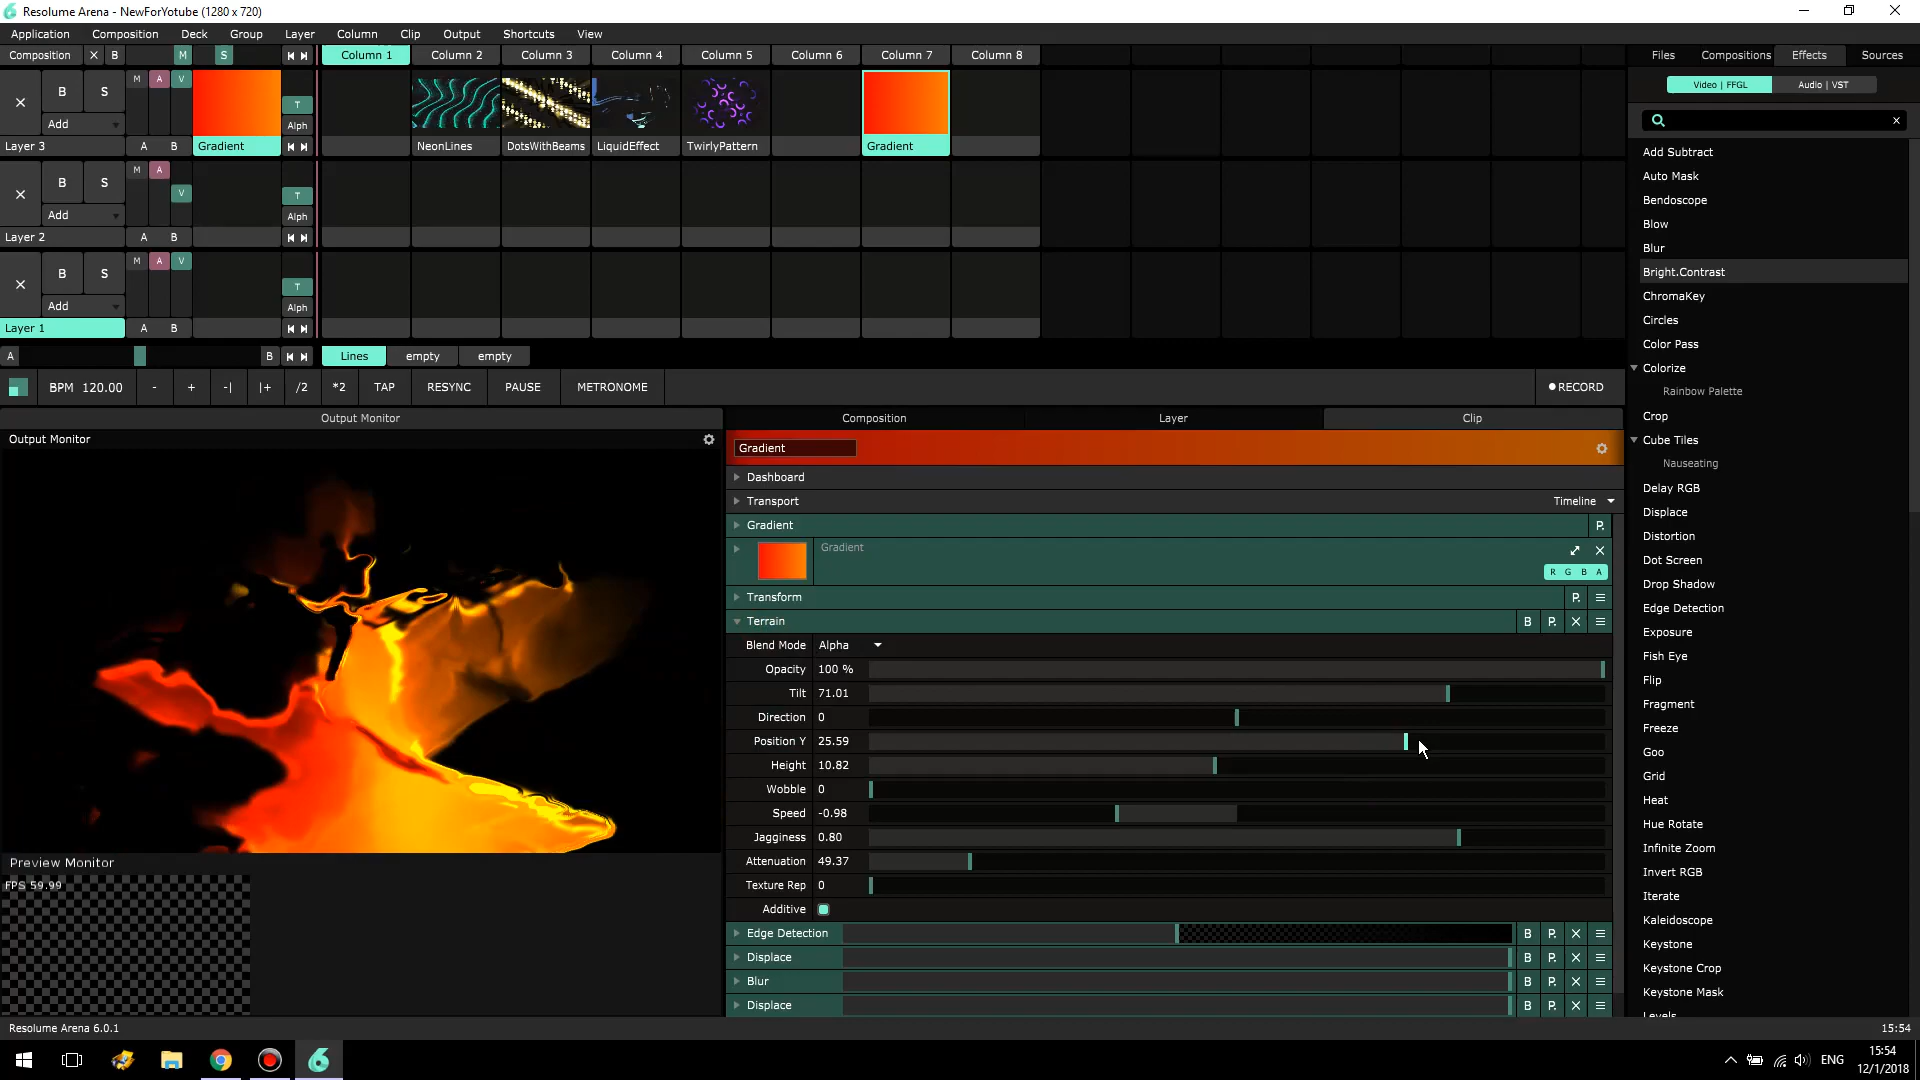 Resolume Arena - NewForYotube (1280 x 720)
Application Composition Deck Group Layer Column Clip Output Shortcuts View
Composition X B M S Column 1 Column 2 Column 3 Column 4 Column 5 Column 6 Column 7 Column 8
Files Compositions Effects Sources
Video | FFGL Audio | VST
B S M A V T
Add Alph
Layer 3 A B Gradient NeonLines DotsWithBeams LiquidEffect TwirlyPattern Gradient
B S M A V T
Add Alph
Layer 2 A B
B S M A V T
Add Alph
Layer 1 A B
A B Lines empty empty
BPM 120.00 - + -| |+ /2 *2 TAP RESYNC PAUSE METRONOME RECORD
Output Monitor Composition Layer Clip
Output Monitor
Preview Monitor
FPS 59.99
Gradient
Dashboard
Transport Timeline
Gradient P.
Gradient
R G B A
Transform P.
Terrain B P. X
Blend Mode Alpha
Opacity 100 %
Tilt 71.01
Direction 0
Position Y 25.59
Height 10.82
Wobble 0
Speed -0.98
Jagginess 0.80
Attenuation 49.37
Texture Rep 0
Additive
Edge Detection B P. X
Displace B P. X
Blur B P. X
Displace B P. X
Add Subtract
Auto Mask
Bendoscope
Blow
Blur
Bright.Contrast
ChromaKey
Circles
Color Pass
Colorize
Rainbow Palette
Crop
Cube Tiles
Nauseating
Delay RGB
Displace
Distortion
Dot Screen
Drop Shadow
Edge Detection
Exposure
Fish Eye
Flip
Fragment
Freeze
Goo
Grid
Heat
Hue Rotate
Infinite Zoom
Invert RGB
Iterate
Kaleidoscope
Keystone
Keystone Crop
Keystone Mask
Levels
Resolume Arena 6.0.1 15:54
ENG 15:54
12/1/2018